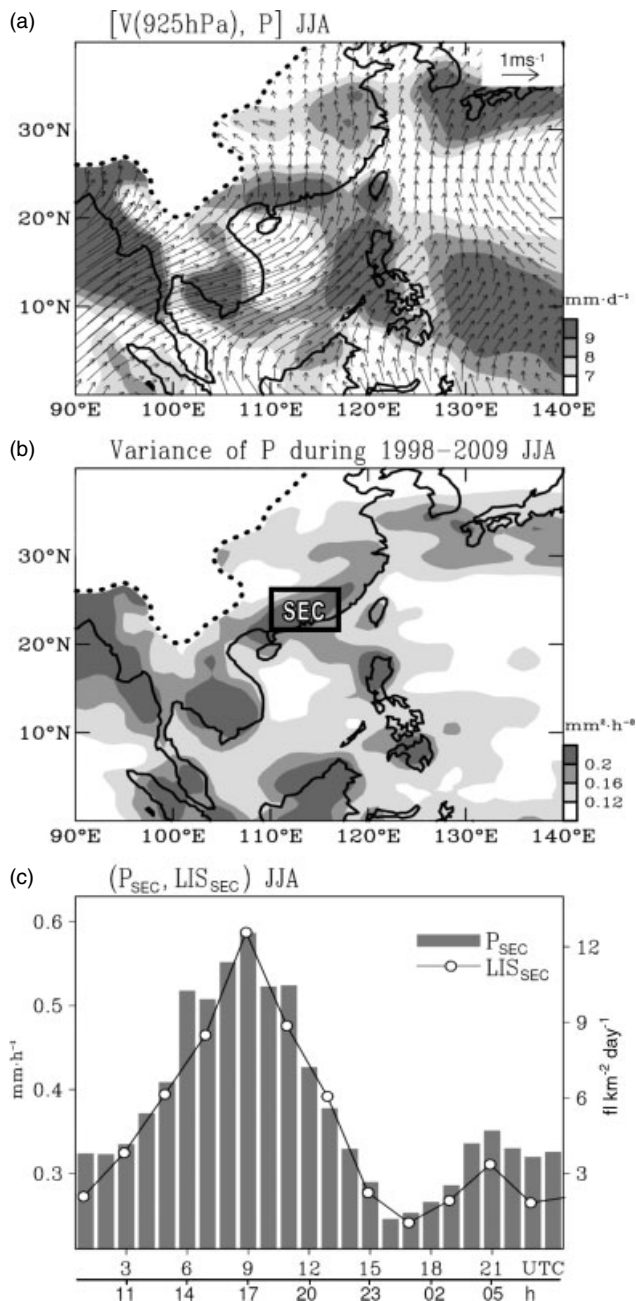 (a) [V(925hPa), P] JJA
1ms⁻¹
30°N
20°N
10°N
mm·d⁻¹
9
8
7
90°E 100°E 110°E 120°E 130°E 140°E
(b) Variance of P during 1998–2009 JJA
30°N
SEC
20°N
10°N
mm²·h⁻²
0.2
0.16
0.12
90°E 100°E 110°E 120°E 130°E 140°E
(c) (P_SEC, LIS_SEC) JJA
0.6
P_SEC
12
LIS_SEC
0.5
9
mm·h⁻¹
fl km⁻² day⁻¹
0.4
6
0.3
3
3 6 9 12 15 18 21 UTC
11 14 17 20 23 02 05 h